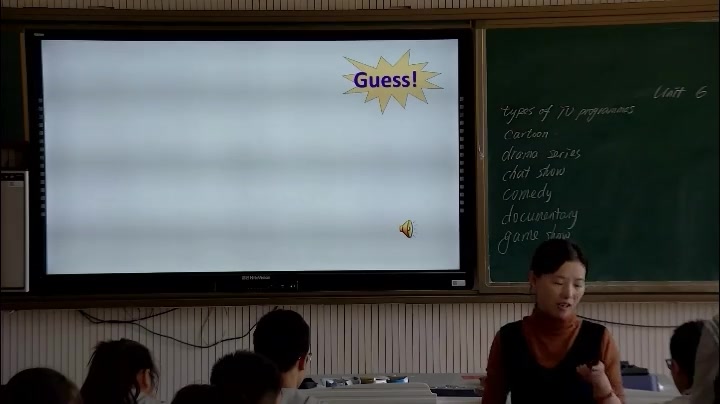 Guess!
Unit 6
types of TV programmes
cartoon
drama series
chat show
comedy
documentary
game show